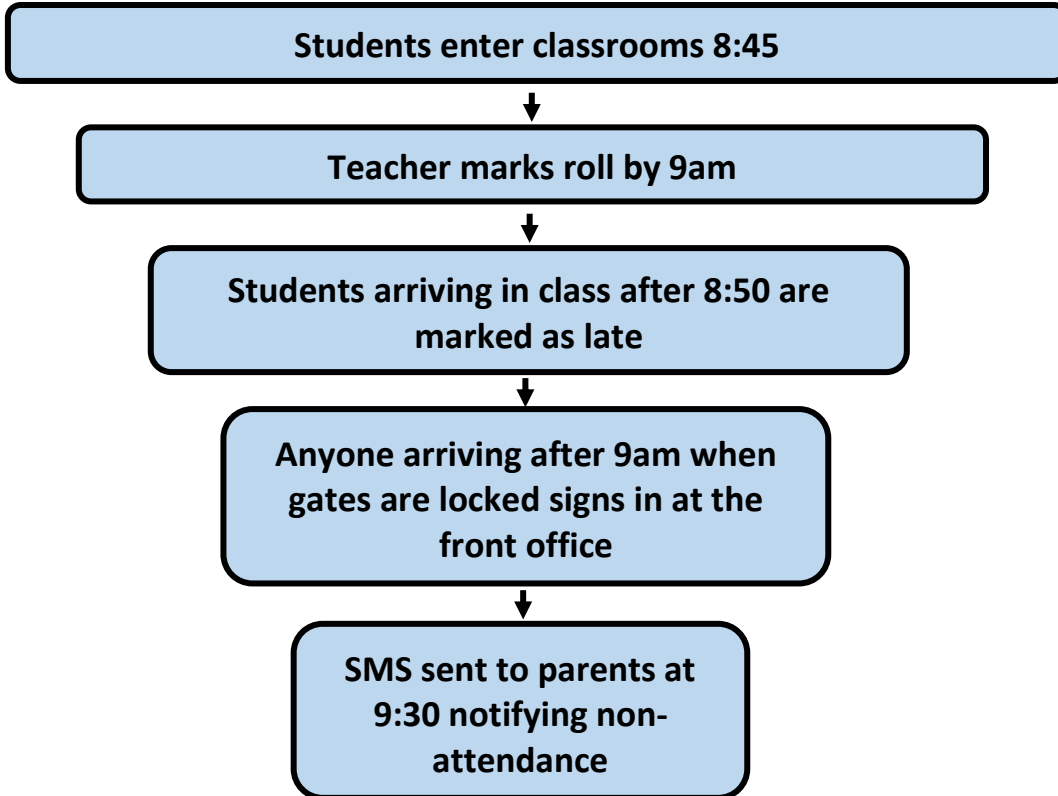 Students enter classrooms 8:45
Teacher marks roll by 9am
Students arriving in class after 8:50 are
marked as late
Anyone arriving after 9am when
gates are locked signs in at the
front office
SMS sent to parents at
9:30 notifying non-
attendance